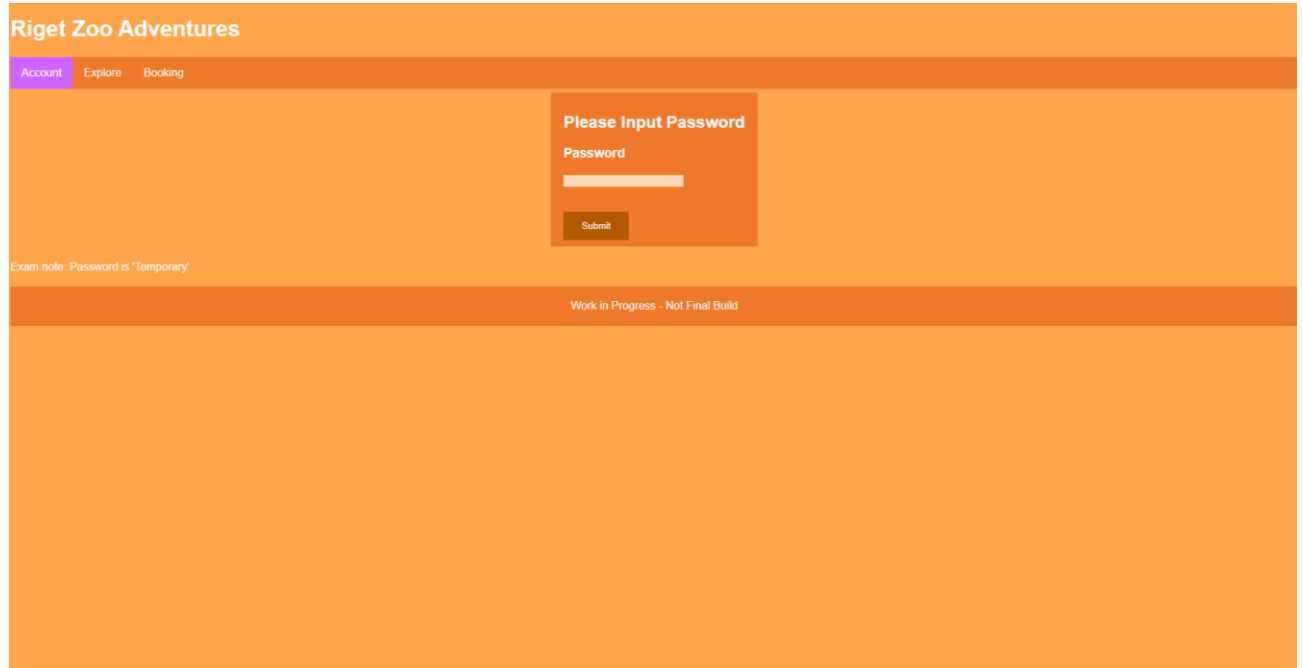 Riget Zoo Adventures
Account Explore Booking
Please Input Password
Password
Submit
Exam note: Password is 'Temporary'
Work in Progress - Not Final Build